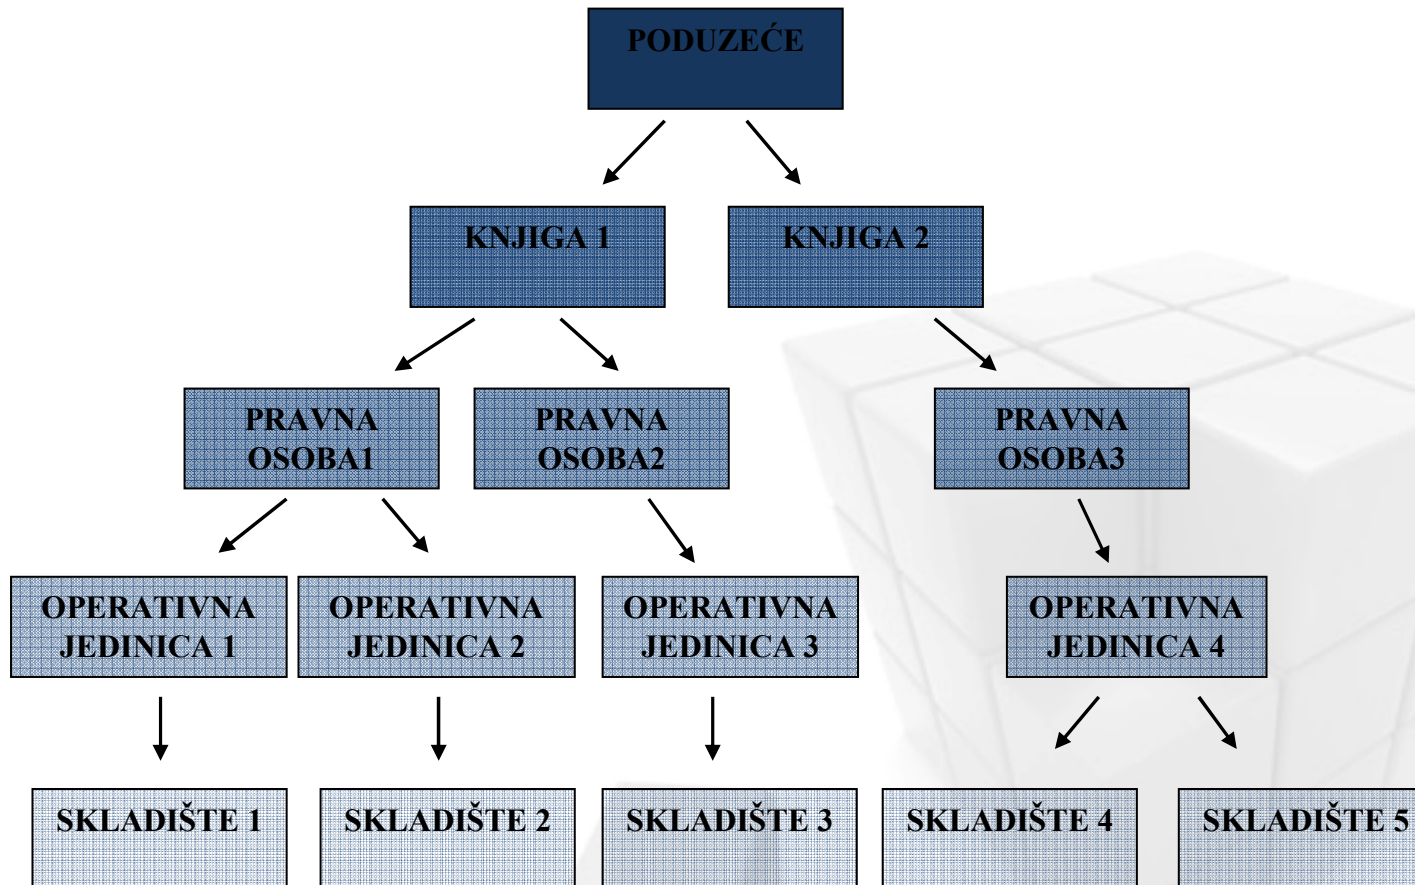 PODUZEĆE
KNJIGA 1
KNJIGA 2
PRAVNA
OSOBA1
PRAVNA
OSOBA2
PRAVNA
OSOBA3
OPERATIVNA
JEDINICA 1
OPERATIVNA
JEDINICA 2
OPERATIVNA
JEDINICA 3
OPERATIVNA
JEDINICA 4
SKLADIŠTE 1
SKLADIŠTE 2
SKLADIŠTE 3
SKLADIŠTE 4
SKLADIŠTE 5